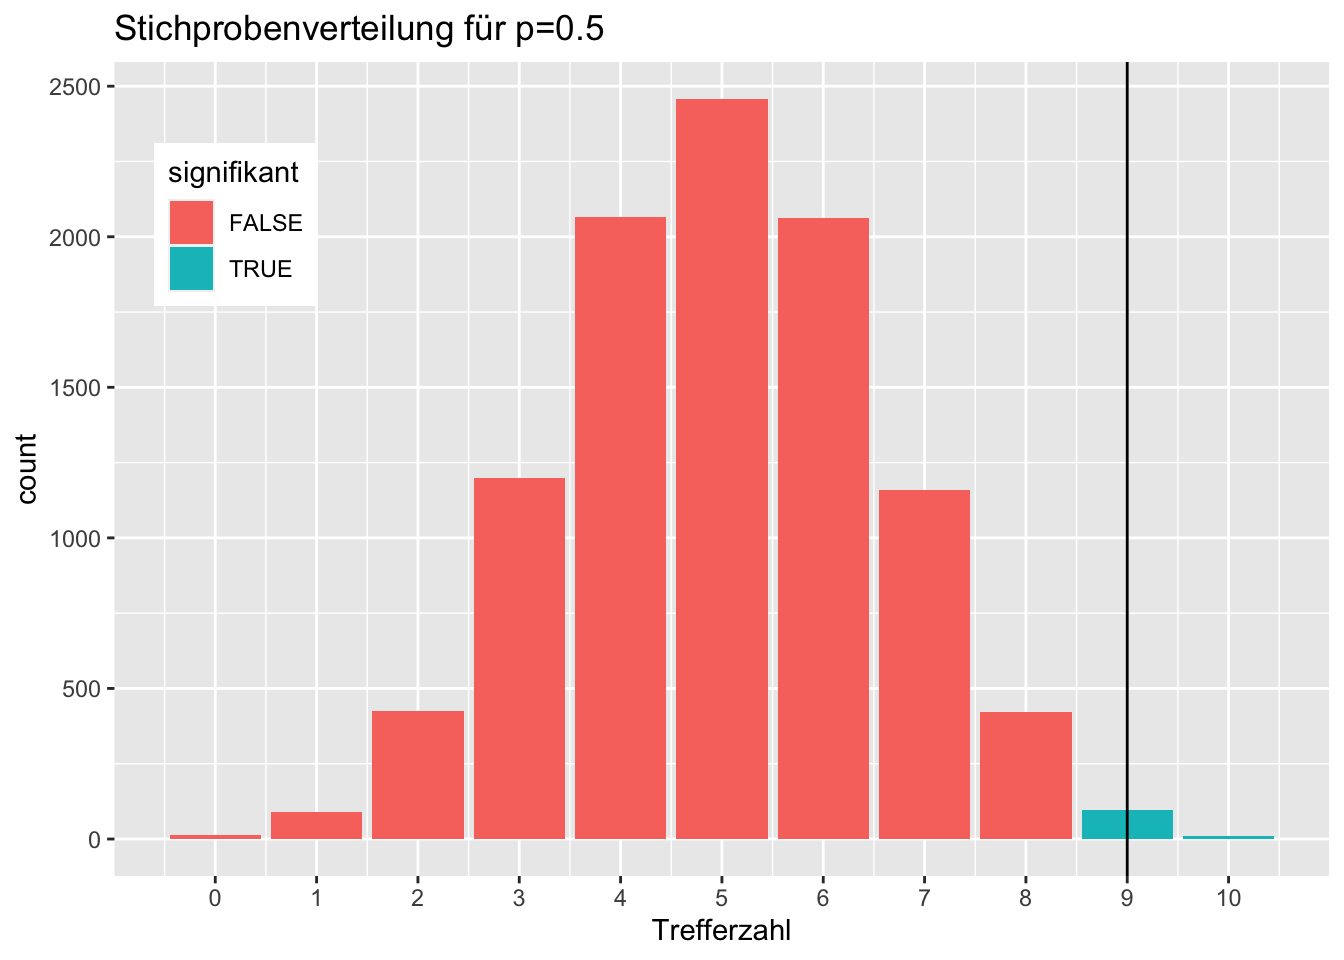 Stichprobenverteilung für p=0.5
2500
2000
1500
1000
500
0
count
signifikant
FALSE
TRUE
0 1 2 3 4 5 6 7 8 9 10
Trefferzahl